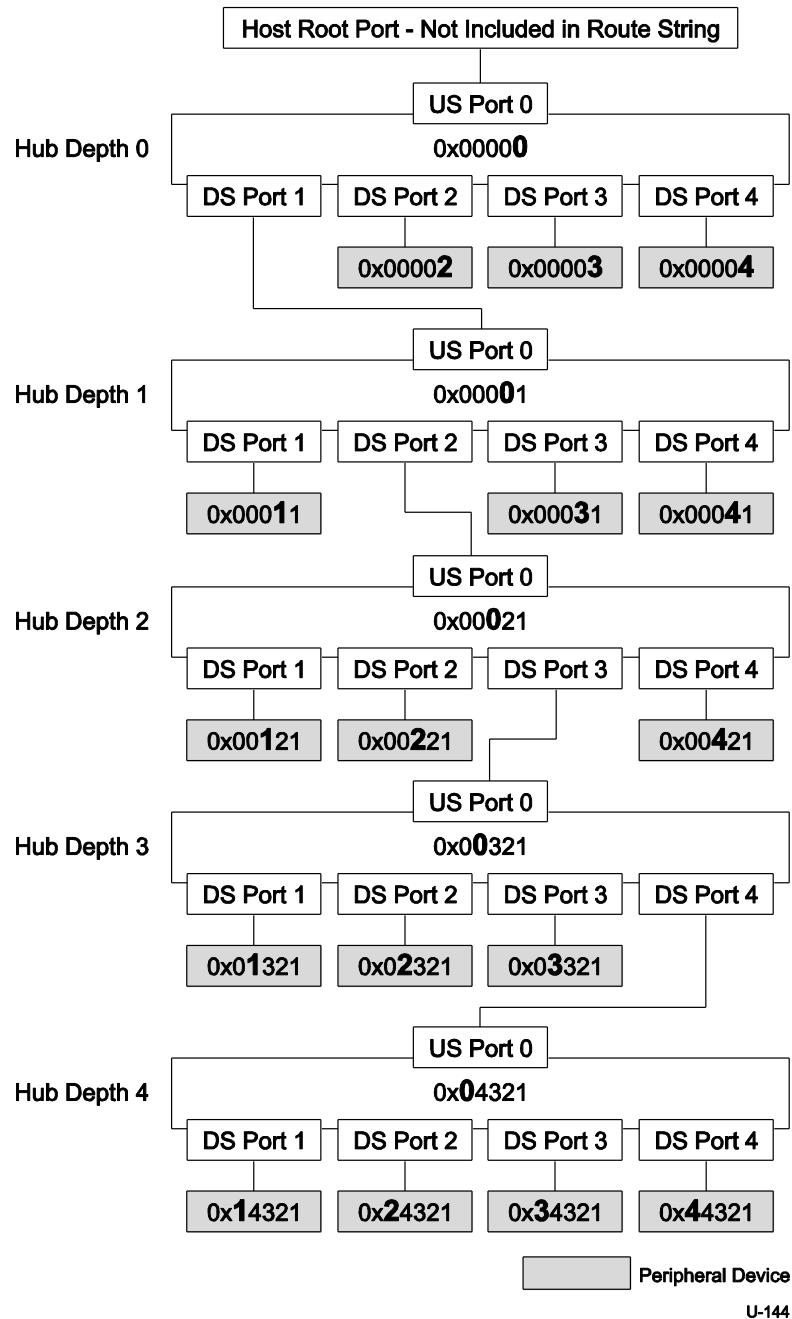 Host Root Port - Not Included in Route String
US Port 0
Hub Depth 0
0x00000
DS Port 1 DS Port 2 DS Port 3 DS Port 4
0x00002 0x00003 0x00004
US Port 0
Hub Depth 1
0x00001
DS Port 1 DS Port 2 DS Port 3 DS Port 4
0x00011 0x00031 0x00041
US Port 0
Hub Depth 2
0x00021
DS Port 1 DS Port 2 DS Port 3 DS Port 4
0x00121 0x00221 0x00421
US Port 0
Hub Depth 3
0x00321
DS Port 1 DS Port 2 DS Port 3 DS Port 4
0x01321 0x02321 0x03321
US Port 0
Hub Depth 4
0x04321
DS Port 1 DS Port 2 DS Port 3 DS Port 4
0x14321 0x24321 0x34321 0x44321
Peripheral Device
U-144